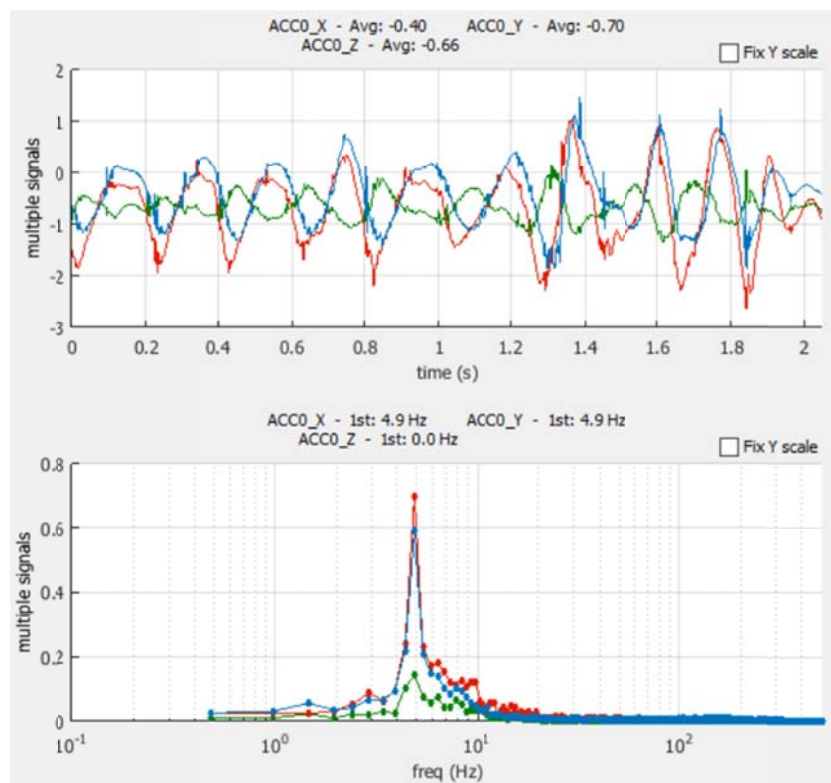 ACC0_X - Avg: -0.40 ACC0_Y - Avg: -0.70
ACC0_Z - Avg: -0.66
Fix Y scale
2
1
0
-1
-2
-3
multiple signals
0 0.2 0.4 0.6 0.8 1 1.2 1.4 1.6 1.8 2
time (s)
ACC0_X - 1st: 4.9 Hz ACC0_Y - 1st: 4.9 Hz
ACC0_Z - 1st: 0.0 Hz
Fix Y scale
0.8
0.6
0.4
0.2
0
multiple signals
10⁻¹ 10⁰ 10¹ 10²
freq (Hz)